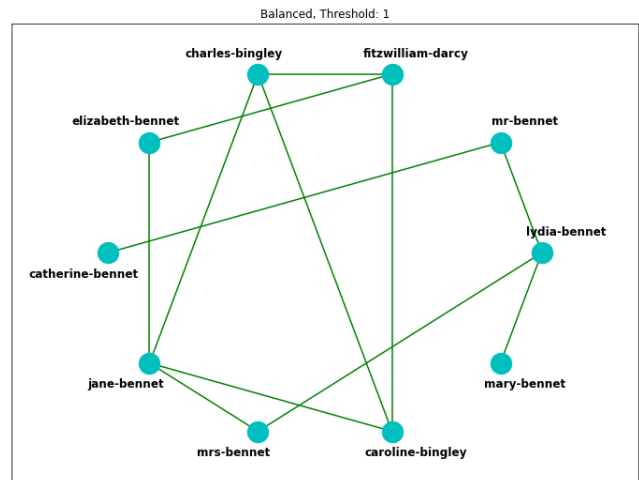 Balanced, Threshold: 1
charles-bingley
fitzwilliam-darcy
elizabeth-bennet
mr-bennet
lydia-bennet
catherine-bennet
jane-bennet
mary-bennet
mrs-bennet
caroline-bingley